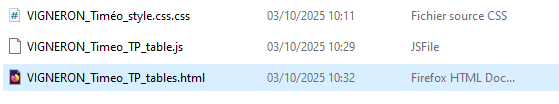 VIGNERON_Timéo_style.css.css 03/10/2025 10:11 Fichier source CSS
VIGNERON_Timeo_TP_table.js 03/10/2025 10:29 JSFile
VIGNERON_Timeo_TP_tables.html 03/10/2025 10:32 Firefox HTML Doc...